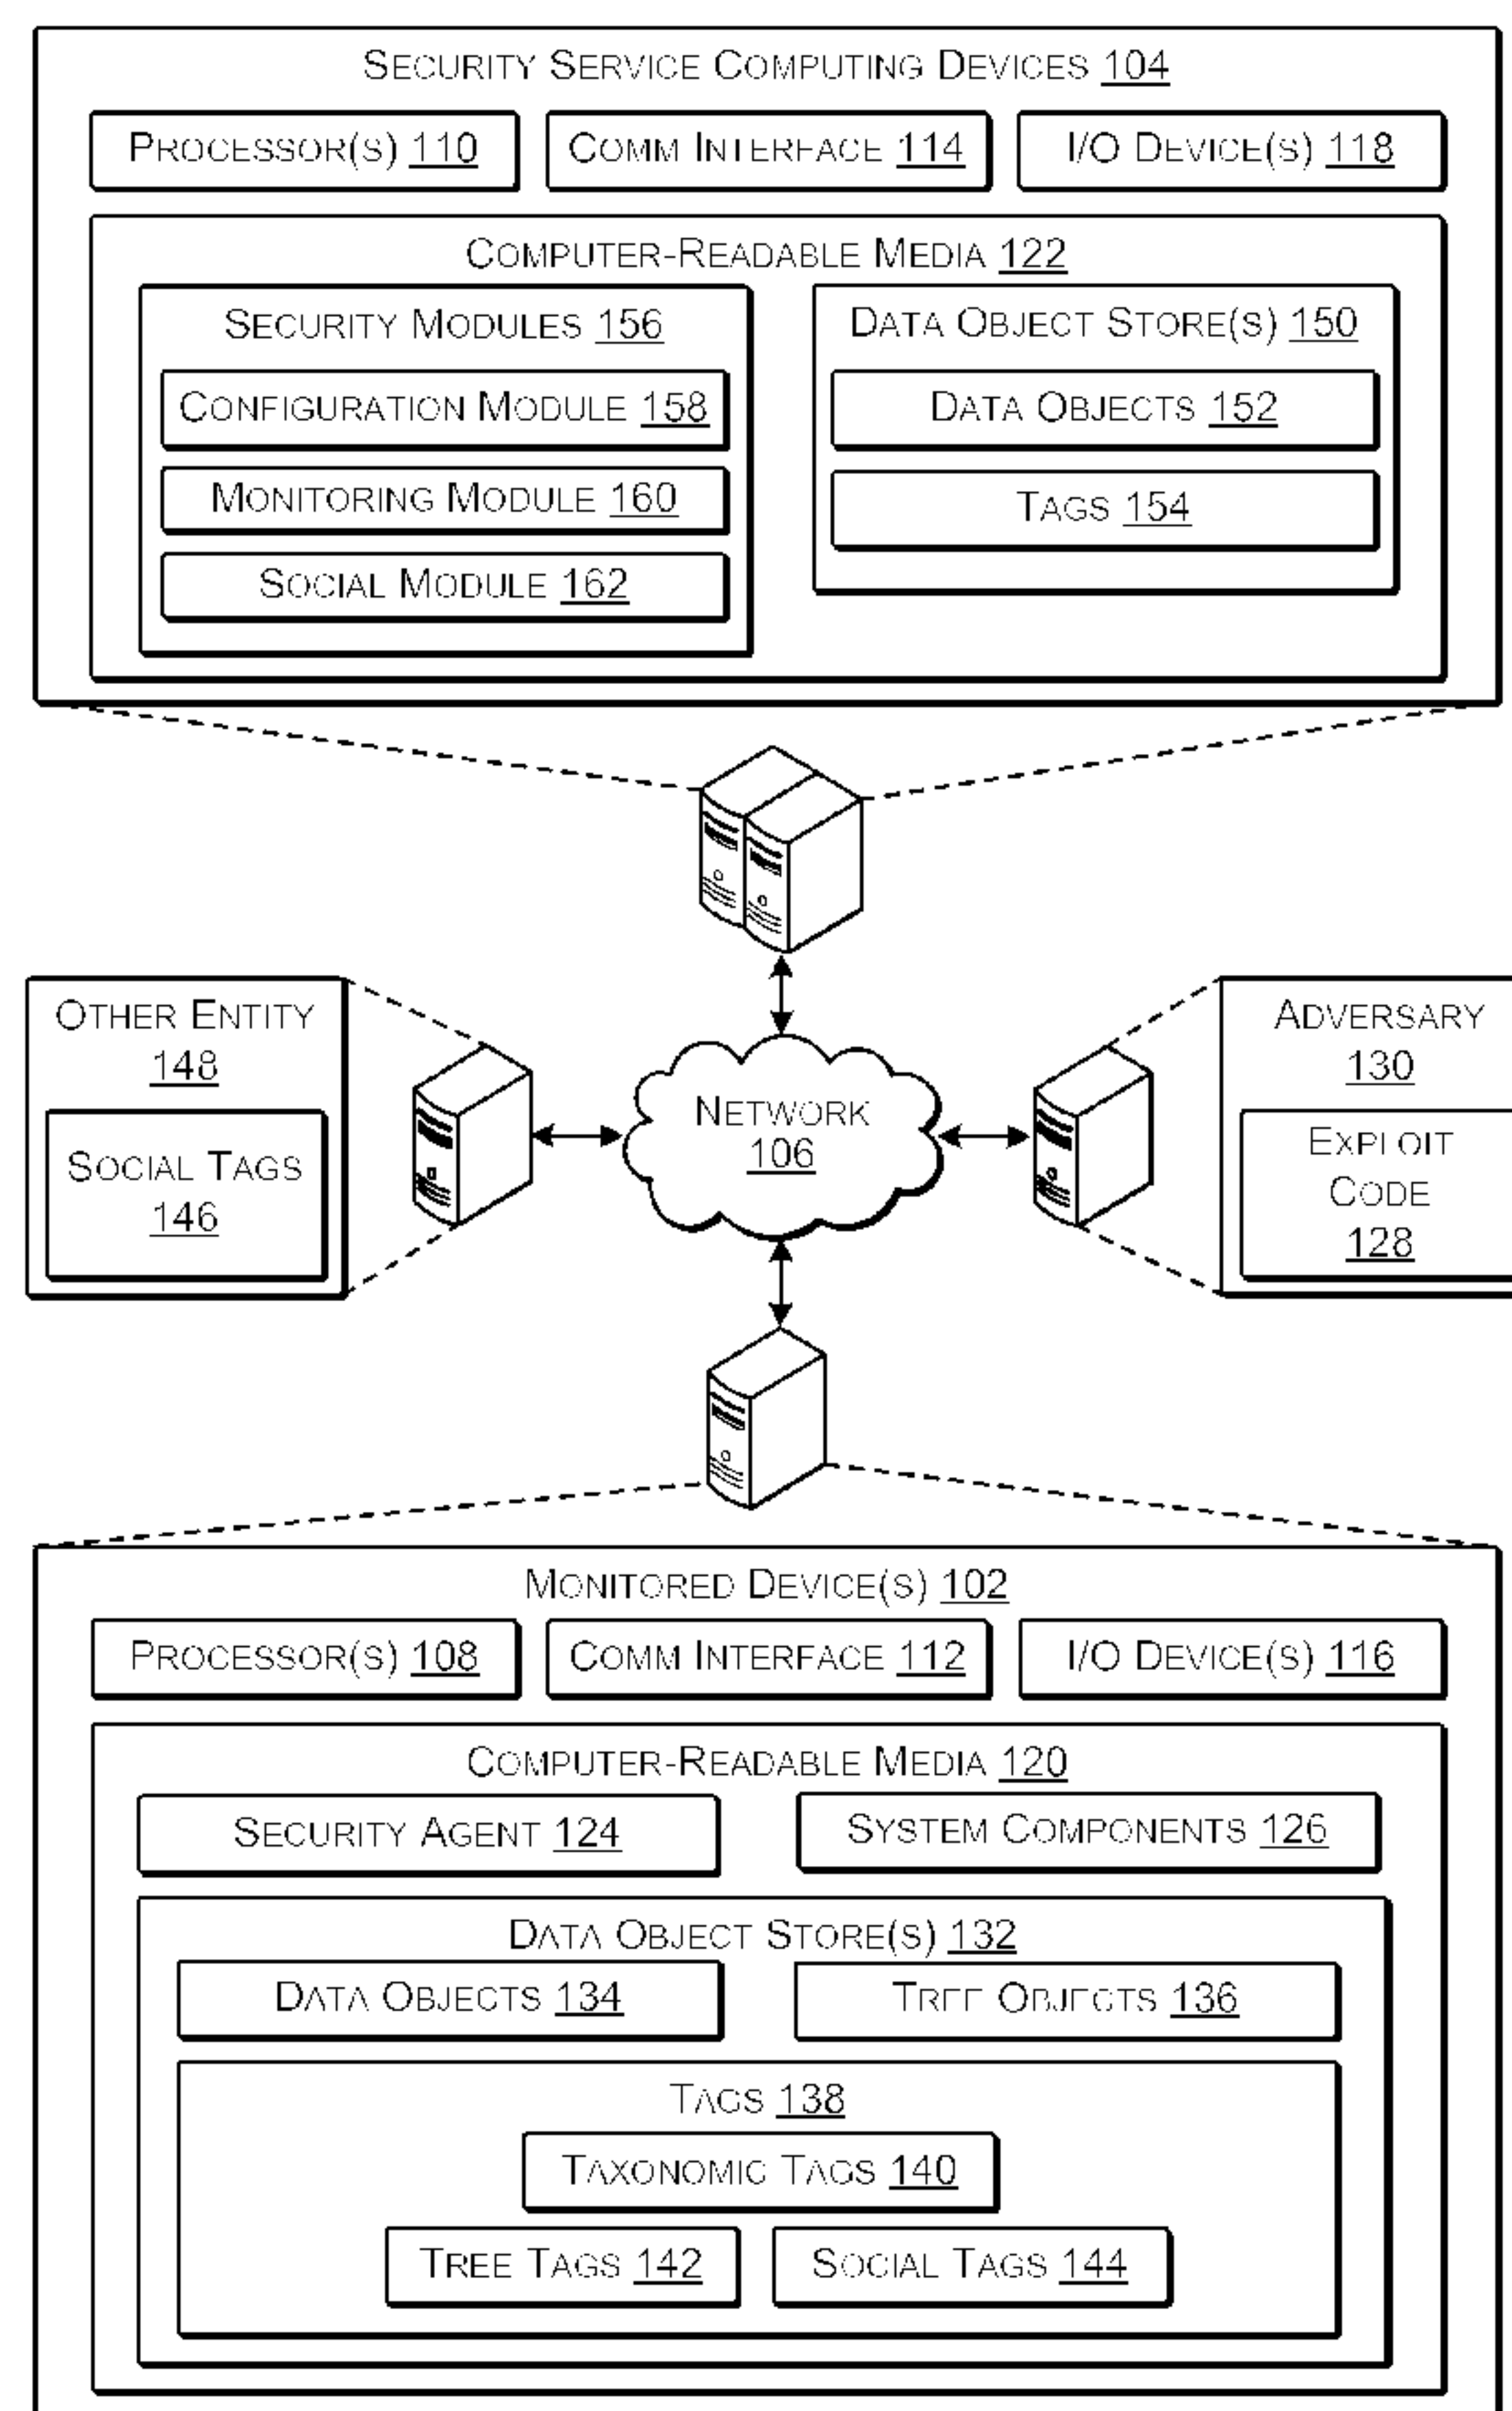 SECURITY SERVICE COMPUTING DEVICES 104
PROCESSOR(S) 110
COMM INTERFACE 114
I/O DEVICE(S) 118
COMPUTER-READABLE MEDIA 122
SECURITY MODULES 156
CONFIGURATION MODULE 158
MONITORING MODULE 160
SOCIAL MODULE 162
DATA OBJECT STORE(S) 150
DATA OBJECTS 152
TAGS 154
OTHER ENTITY
148
SOCIAL TAGS
146
NETWORK
106
ADVERSARY
130
EXPLOIT
CODE
128
MONITORED DEVICE(S) 102
PROCESSOR(S) 108
COMM INTERFACE 112
I/O DEVICE(S) 116
COMPUTER-READABLE MEDIA 120
SECURITY AGENT 124
SYSTEM COMPONENTS 126
DATA OBJECT STORE(S) 132
DATA OBJECTS 134
TREE OBJECTS 136
TAGS 138
TAXONOMIC TAGS 140
TREE TAGS 142
SOCIAL TAGS 144